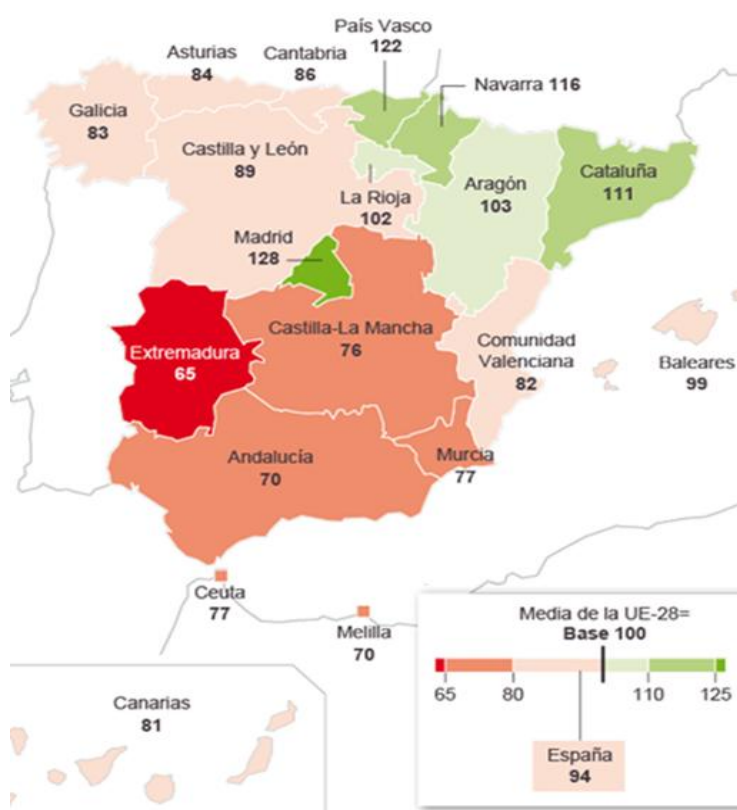 País Vasco
122
Asturias
84
Cantabria
86
Navarra 116
Galicia
83
Castilla y León
89
La Rioja
102
Aragón
103
Cataluña
111
Madrid
128
Extremadura
65
Castilla-La Mancha
76
Comunidad
Valenciana
82
Baleares
99
Andalucía
70
Murcia
77
Ceuta
77
Melilla
70
Canarias
81
Media de la UE-28=
Base 100
65 80 110 125
España
94